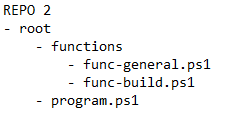 REPO 2
- root
    - functions
        - func-general.ps1
        - func-build.ps1
    - program.ps1